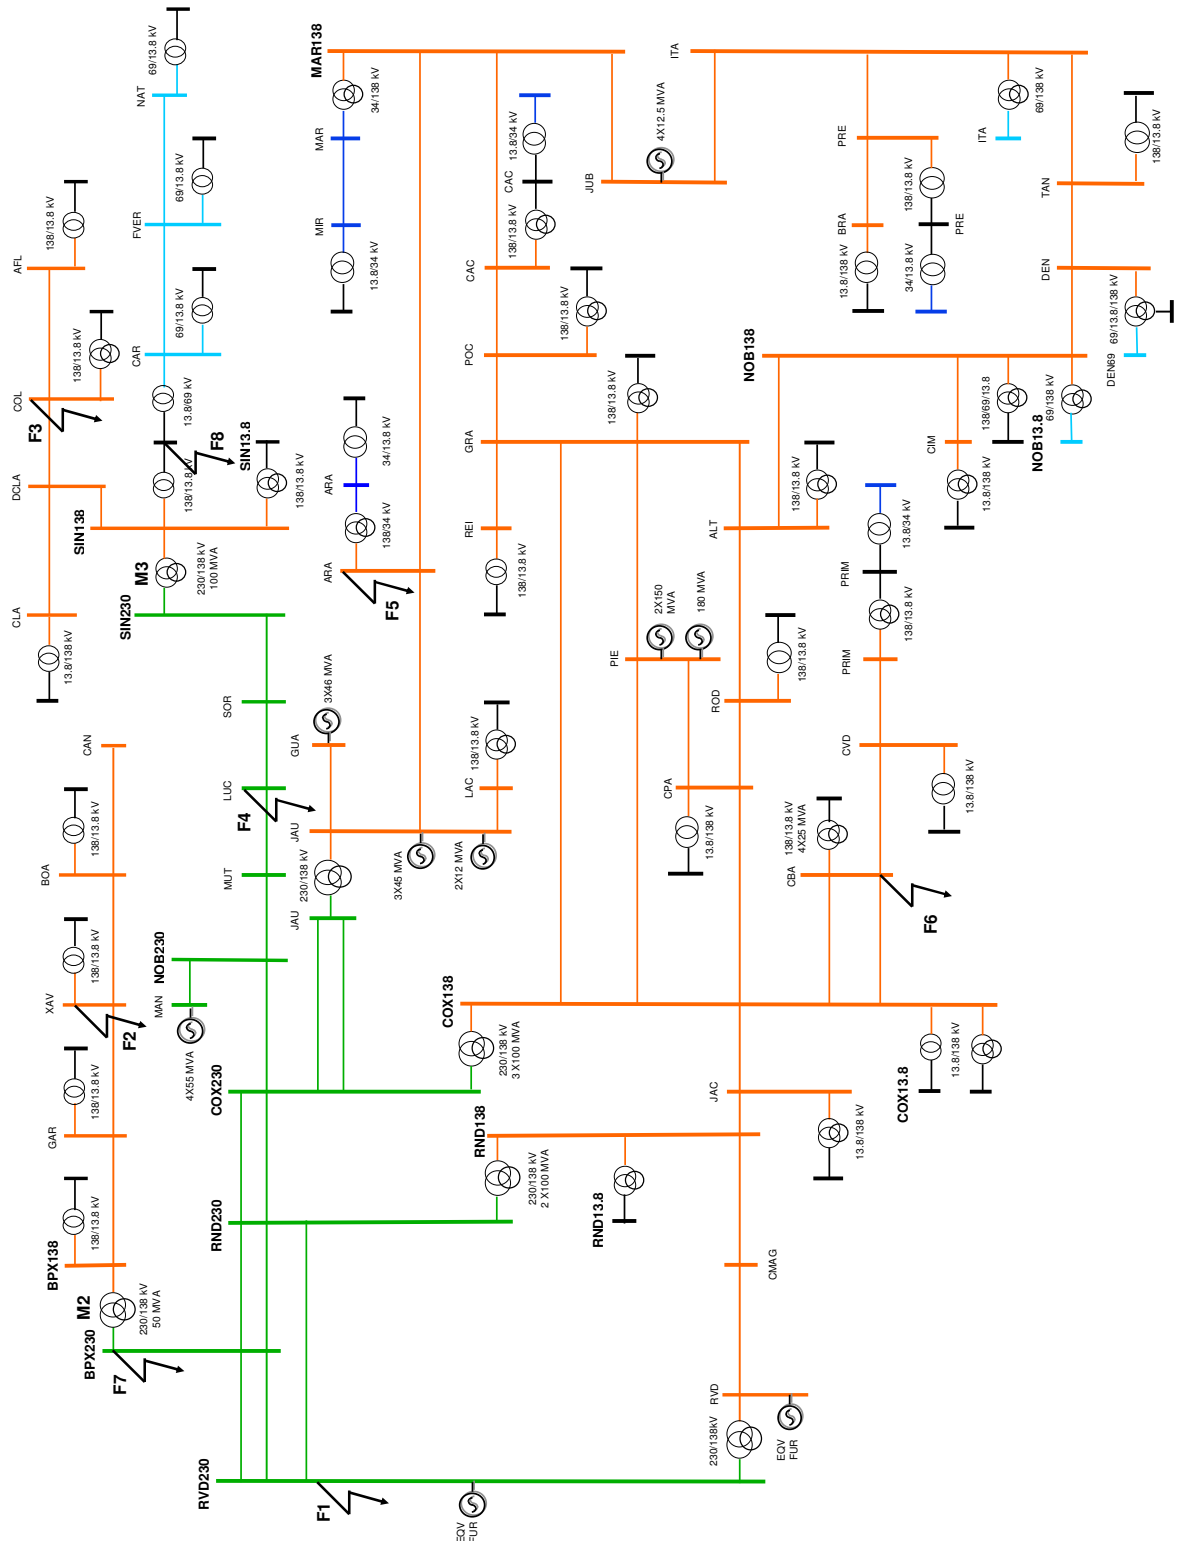 NAT
69/13.8 kV
FVER
69/13.8 kV
CAR
69/13.8 kV
13.8/69 kV
AFL
138/13.8 kV
COL
138/13.8 kV
F3
DCLA
F8
138/13.8 kV
SIN13.8
138/13.8 kV
SIN138
M3
230/138 kV
100 MVA
SIN230
CLA
13.8/138 kV
SOR
LUC
F4
MUT
NOB230
MAN
4X55 MVA
CAN
BOA
138/13.8 kV
XAV
138/13.8 kV
F2
GAR
138/13.8 kV
BPX138
138/13.8 kV
M2
230/138 kV
50 MVA
BPX230
F7
RVD230
F1
EQV
FUR
RND230
COX230
230/138 kV
2 X100 MVA
RND138
RND13.8
230/138 kV
3 X100 MVA
COX138
JAU
230/138 kV
JAU
GUA
3X46 MVA
3X45 MVA
2X12 MVA
LAC
138/13.8 kV
ARA
F5
138/34 kV
ARA
34/13.8 kV
MAR138
34/138 kV
MAR
MIR
13.8/34 kV
CAC
138/13.8 kV
CAC
13.8/34 kV
POC
138/13.8 kV
GRA
138/13.8 kV
REI
138/13.8 kV
JUB
4X12.5 MVA
ITA
PRE
BRA
13.8/138 kV
138/13.8 kV
PRE
34/13.8 kV
ITA
69/138 kV
TAN
138/13.8 kV
DEN
69/13.8/138 kV
DEN69
NOB138
CIM
13.8/138 kV
138/69/13.8
NOB13.8
69/138 kV
ALT
138/13.8 kV
PIE
2X150
MVA
180 MVA
ROD
138/13.8 kV
CPA
13.8/138 kV
PRIM
138/13.8 kV
PRIM
13.8/34 kV
CVD
13.8/138 kV
CBA
138/13.8 kV
4X25 MVA
F6
COX13.8
13.8/138 kV
JAC
13.8/138 kV
CMAG
RVD
230/138kV
EQV
FUR